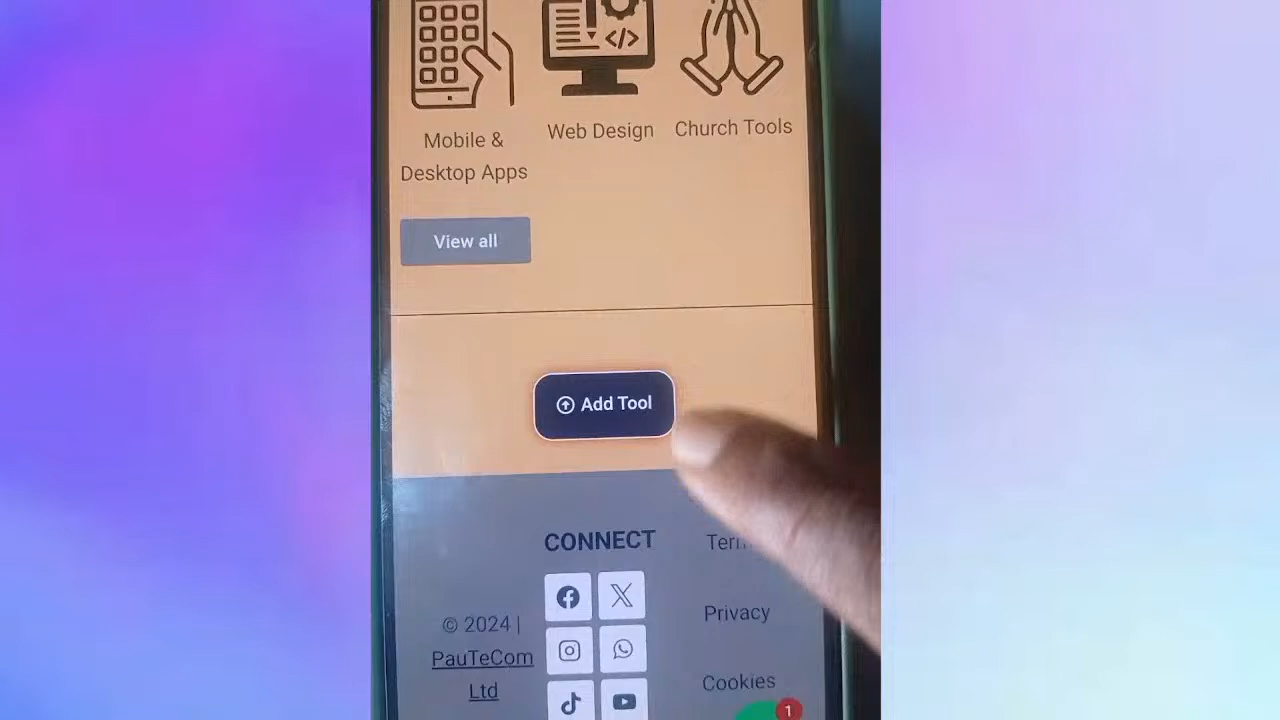 Mobile &
Desktop Apps
Web Design
Church Tools
View all
Add Tool
CONNECT
© 2024 |
PauTeCom
Ltd
Privacy
Cookies
1